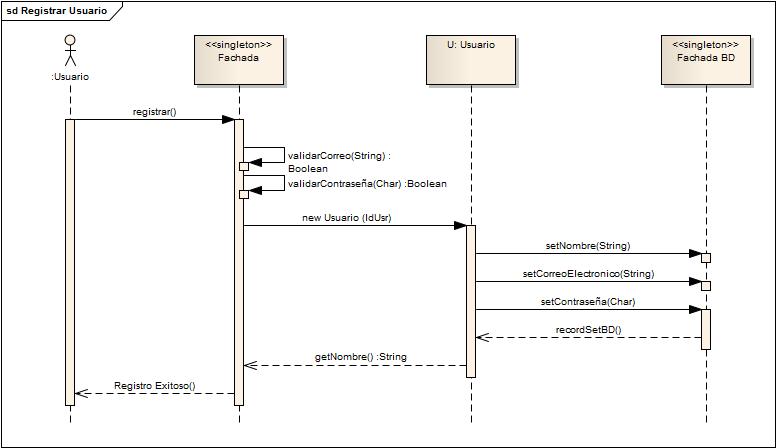 sd Registrar Usuario
:Usuario
<<singleton>>
Fachada
U: Usuario
<<singleton>>
Fachada BD
registrar()
validarCorreo(String) :
Boolean
validarContraseña(Char) :Boolean
new Usuario (IdUsr)
setNombre(String)
setCorreoElectronico(String)
setContraseña(Char)
recordSetBD()
getNombre() :String
Registro Exitoso()